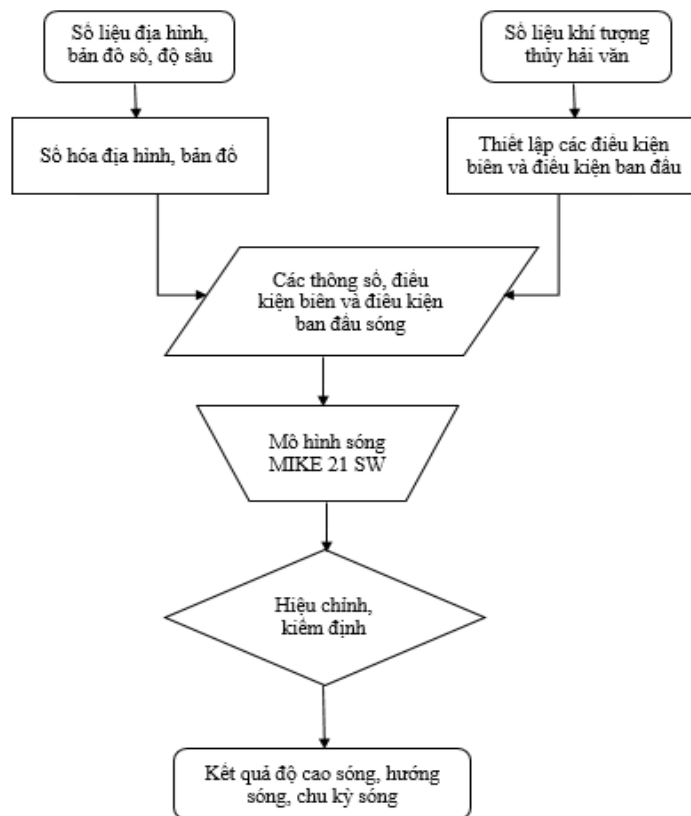 Số liệu địa hình,
bản đồ số, độ sâu
Số liệu khí tượng
thủy hải văn
Số hóa địa hình, bản đồ
Thiết lập các điều kiện
biên và điều kiện ban đầu
Các thông số, điều
kiện biên và điều kiện
ban đầu sóng
Mô hình sóng
MIKE 21 SW
Hiệu chỉnh,
kiểm định
Kết quả độ cao sóng, hướng
sóng, chu kỳ sóng